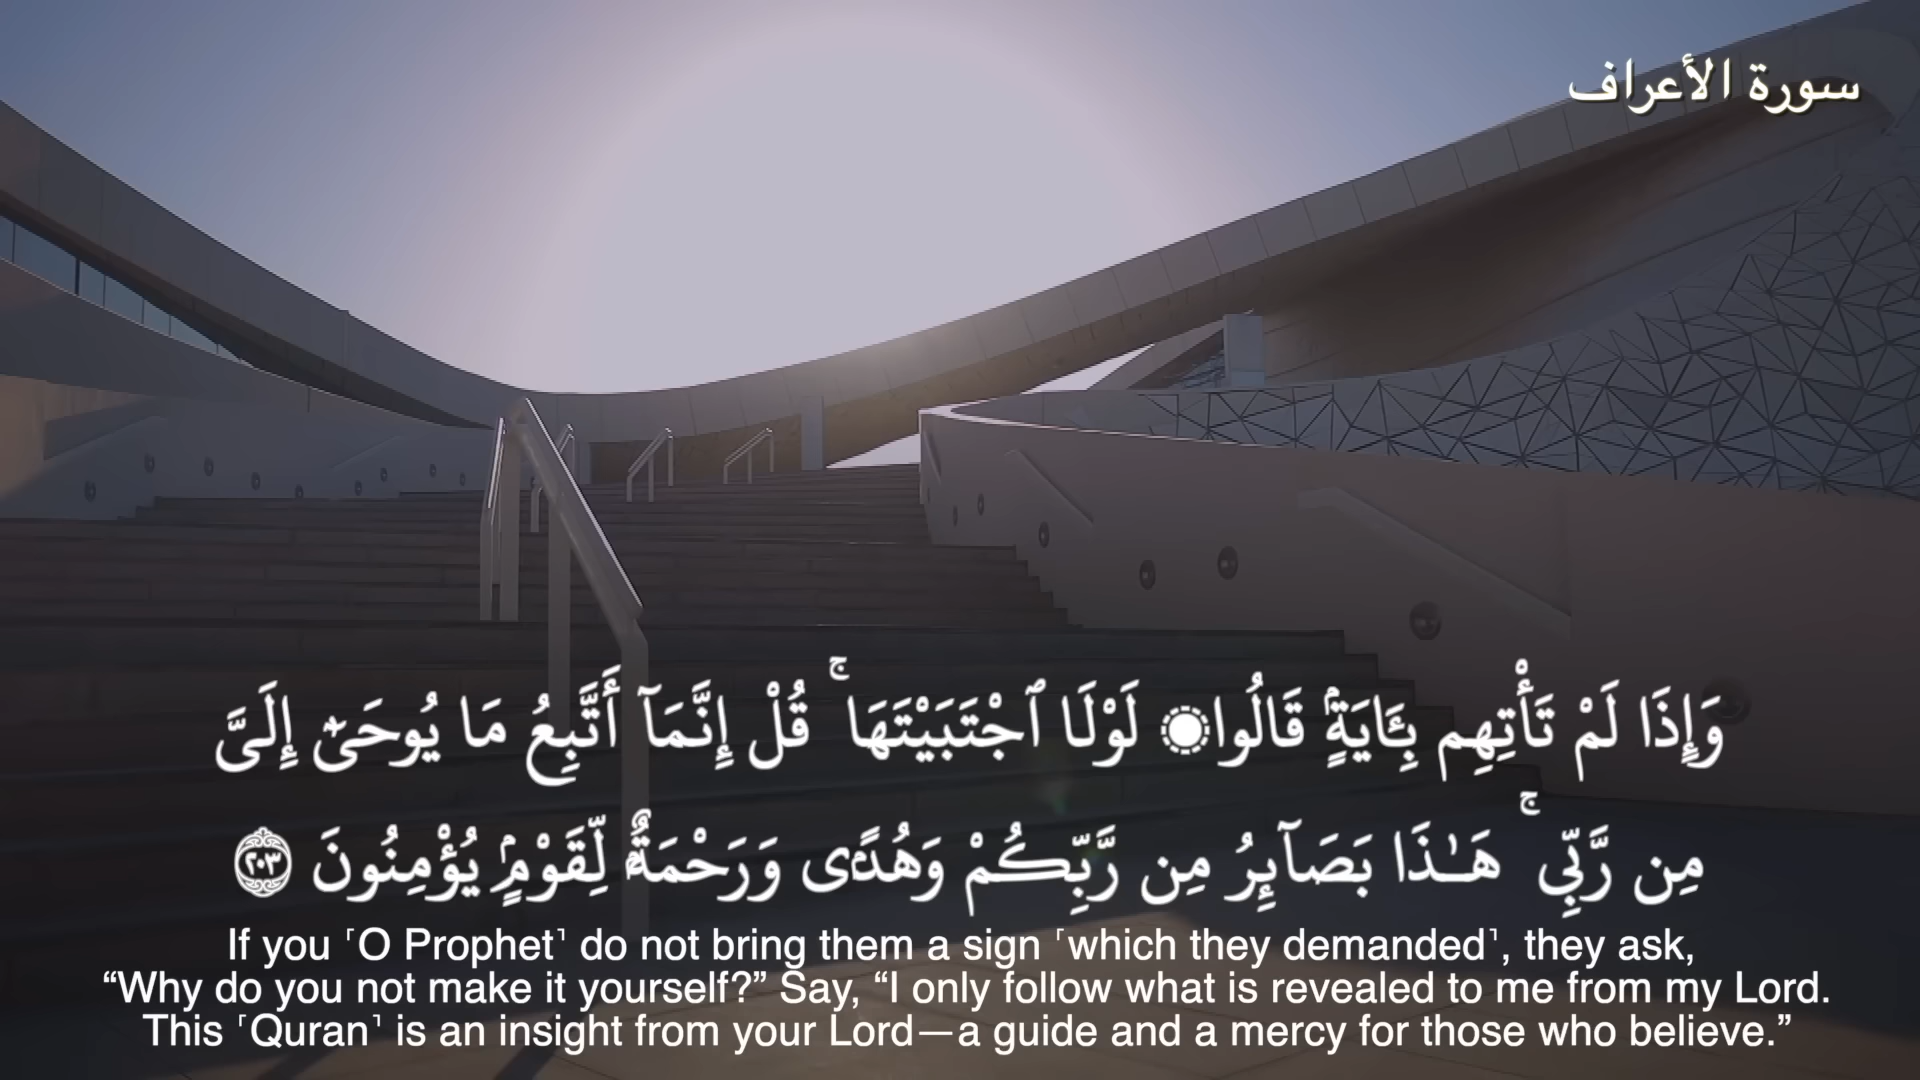 سورة الأعراف
وَإِذَا لَمْ تَأْتِهِم بِـَٔايَةٍۢ قَالُوا۟ لَوْلَا ٱجْتَبَيْتَهَا ۚ قُلْ إِنَّمَآ أَتَّبِعُ مَا يُوحَىٰٓ إِلَىَّ
مِن رَّبِّى ۚ هَـٰذَا بَصَآئِرُ مِن رَّبِّكُمْ وَهُدًۭى وَرَحْمَةٌۭ لِّقَوْمٍۢ يُؤْمِنُونَ ٢٠٣
If you ˹O Prophet˺ do not bring them a sign ˹which they demanded˺, they ask,
“Why do you not make it yourself?” Say, “I only follow what is revealed to me from my Lord.
This ˹Quran˺ is an insight from your Lord—a guide and a mercy for those who believe.”